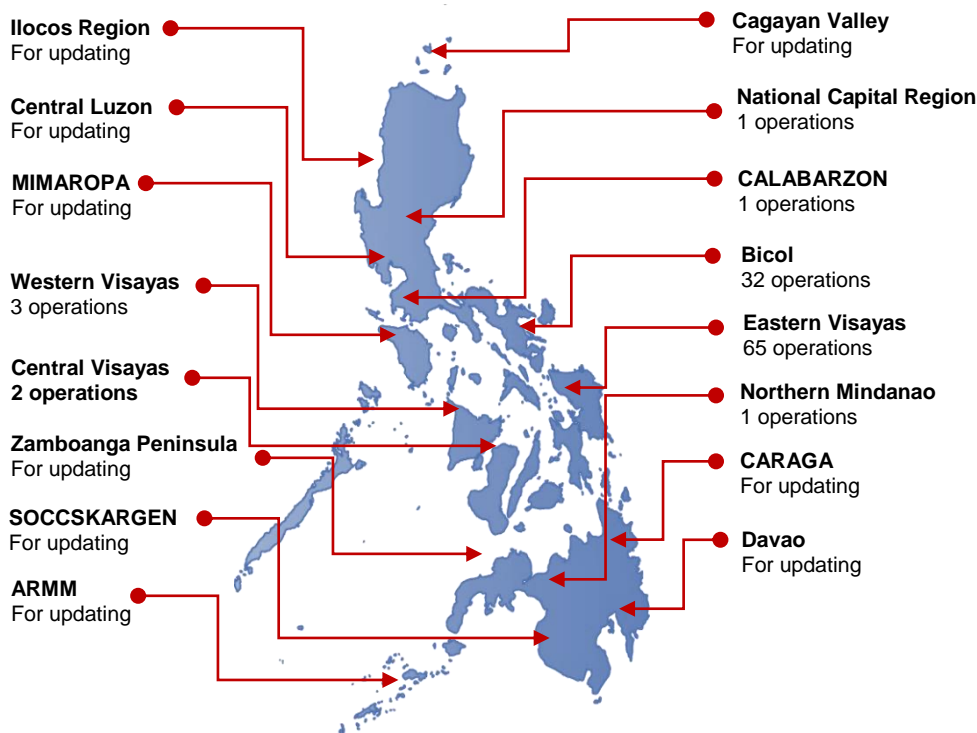 Ilocos Region
For updating
Central Luzon
For updating
MIMAROPA
For updating
Western Visayas
3 operations
Central Visayas
2 operations
Zamboanga Peninsula
For updating
SOCCSKARGEN
For updating
ARMM
For updating
Cagayan Valley
For updating
National Capital Region
1 operations
CALABARZON
1 operations
Bicol
32 operations
Eastern Visayas
65 operations
Northern Mindanao
1 operations
CARAGA
For updating
Davao
For updating